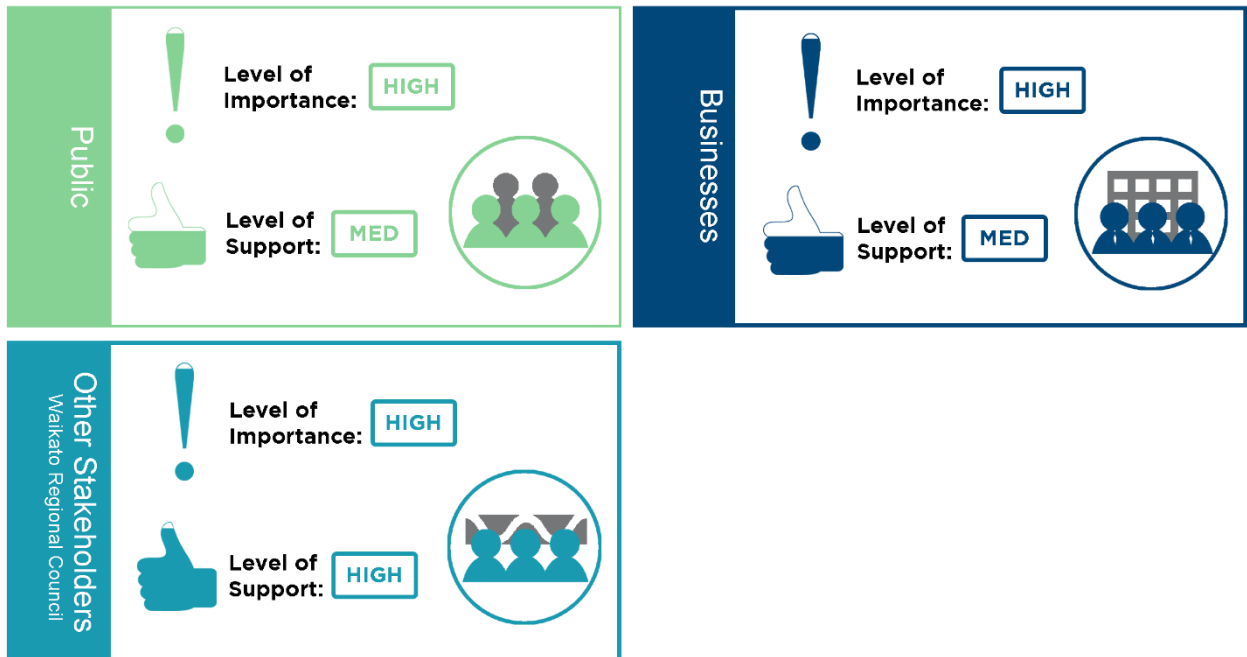 Public
Level of
Importance: HIGH
Level of
Support: MED
Businesses
Level of
Importance: HIGH
Level of
Support: MED
Other Stakeholders
Waikato Regional Council
Level of
Importance: HIGH
Level of
Support: HIGH